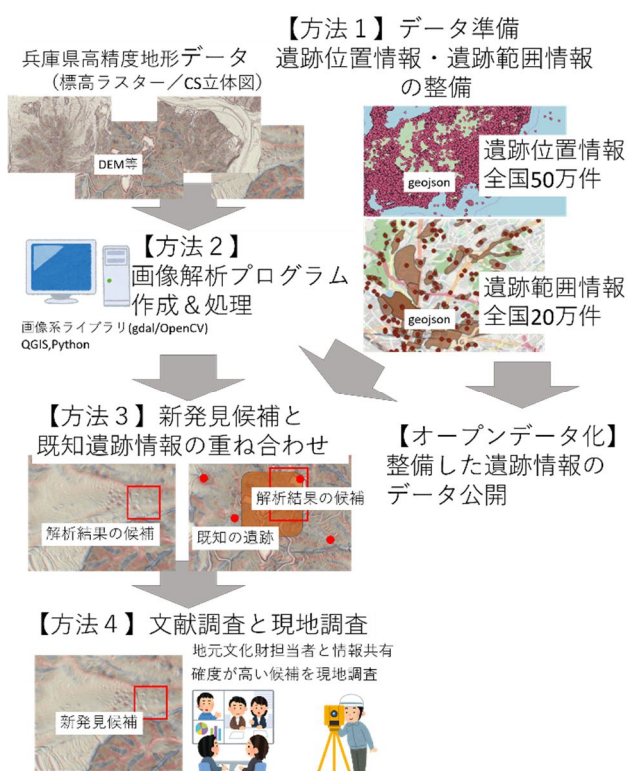 【方法１】データ準備
遺跡位置情報・遺跡範囲情報
の整備
兵庫県高精度地形データ
（標高ラスター／CS立体図）
DEM等
geojson
遺跡位置情報
全国50万件
geojson
遺跡範囲情報
全国20万件
【方法２】
画像解析プログラム
作成＆処理
画像系ライブラリ(gdal/OpenCV)
QGIS,Python
【方法３】新発見候補と
既知遺跡情報の重ね合わせ
解析結果の候補
解析結果の候補
既知の遺跡
【オープンデータ化】
整備した遺跡情報の
データ公開
【方法４】文献調査と現地調査
地元文化財担当者と情報共有
確度が高い候補を現地調査
新発見候補